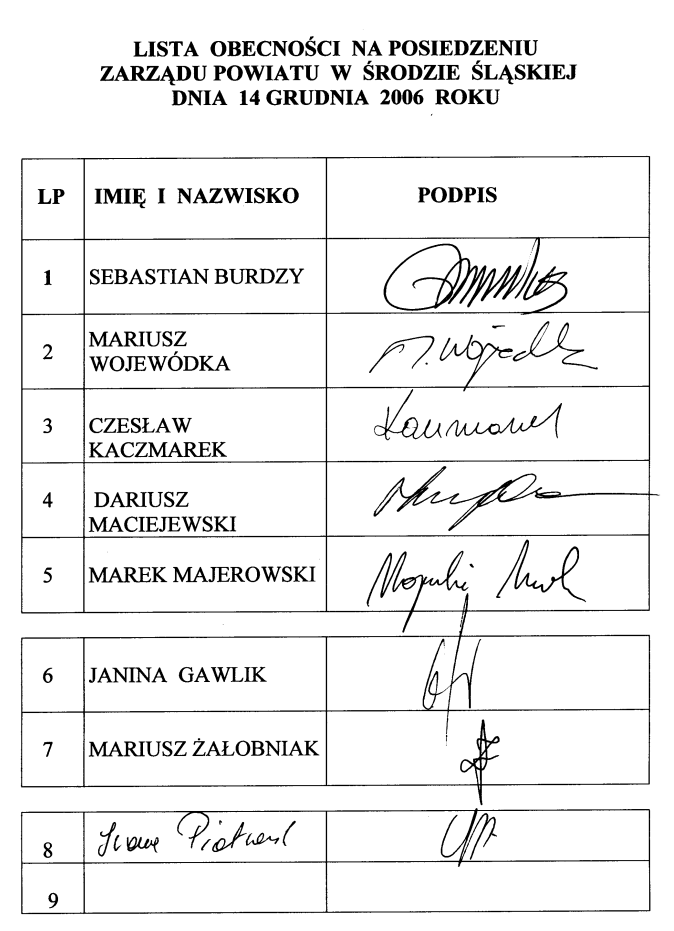 LISTA OBECNOŚCI NA POSIEDZENIU
ZARZĄDU POWIATU W ŚRODZIE ŚLĄSKIEJ
DNIA 14 GRUDNIA 2006 ROKU
LP IMIĘ I NAZWISKO PODPIS
1 SEBASTIAN BURDZY
2 MARIUSZ
WOJEWÓDKA
3 CZESŁAW
KACZMAREK
4 DARIUSZ
MACIEJEWSKI
5 MAREK MAJEROWSKI
6 JANINA GAWLIK
7 MARIUSZ ŻAŁOBNIAK
8
9